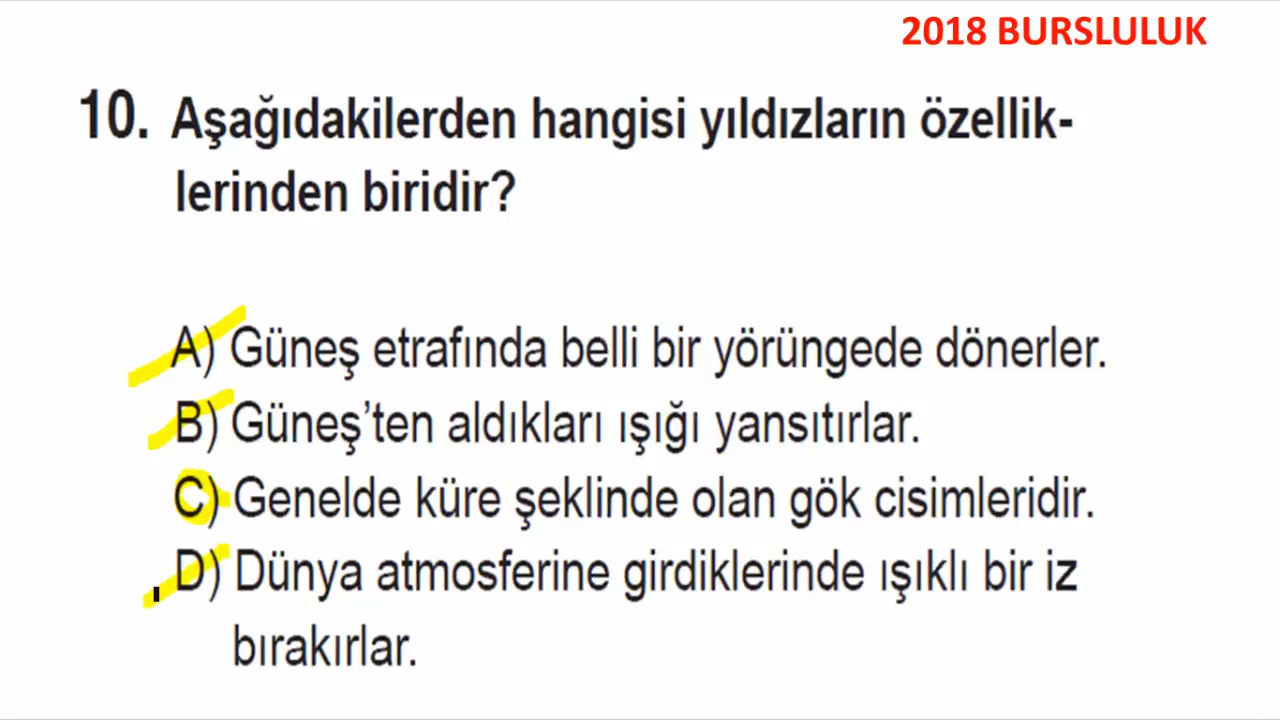 2018 BURSLULUK
10. Aşağıdakilerden hangisi yıldızların özellik-
lerinden biridir?
A) Güneş etrafında belli bir yörüngede dönerler.
B) Güneş’ten aldıkları ışığı yansıtırlar.
C) Genelde küre şeklinde olan gök cisimleridir.
D) Dünya atmosferine girdiklerinde ışıklı bir iz
bırakırlar.